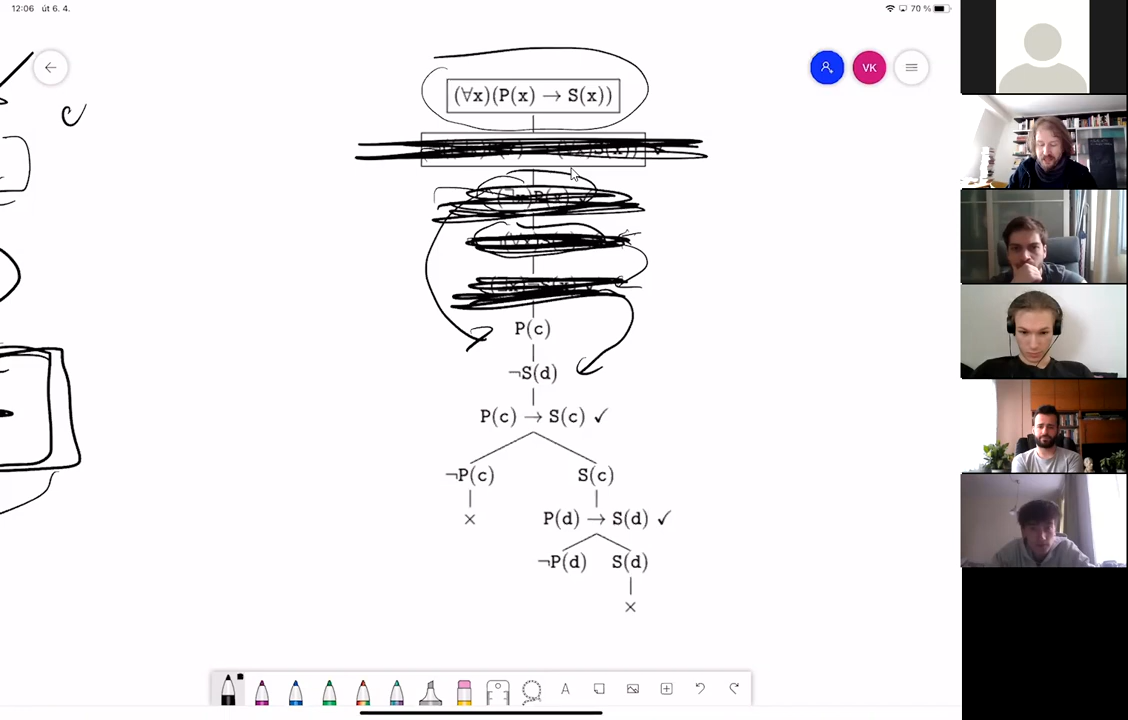 12:06 út 6. 4.
70 %
VK
c
(∀x)(P(x) → S(x))
P(c)
¬S(d)
P(c) → S(c) ✓
¬P(c) S(c)
×
P(d) → S(d) ✓
¬P(d) S(d)
×
A